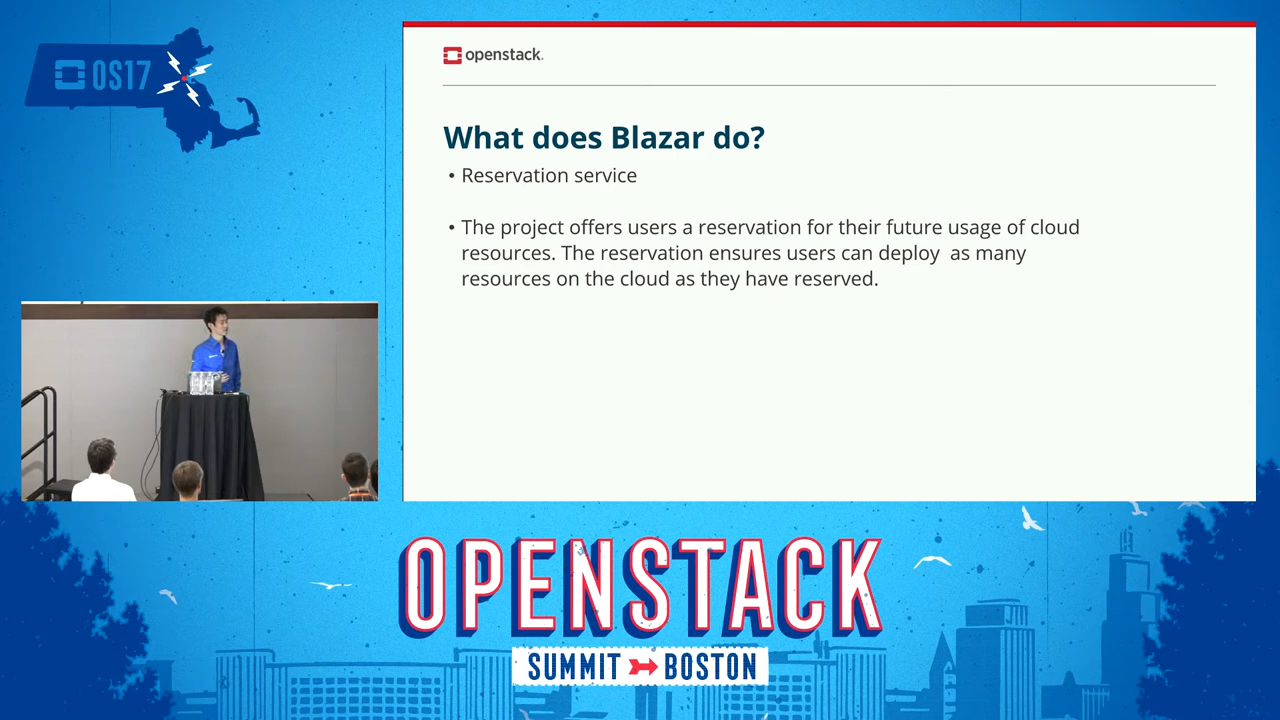 OS17
openstack.
What does Blazar do?
• Reservation service
• The project offers users a reservation for their future usage of cloud
resources. The reservation ensures users can deploy  as many
resources on the cloud as they have reserved.
OPENSTACK
SUMMIT BOSTON